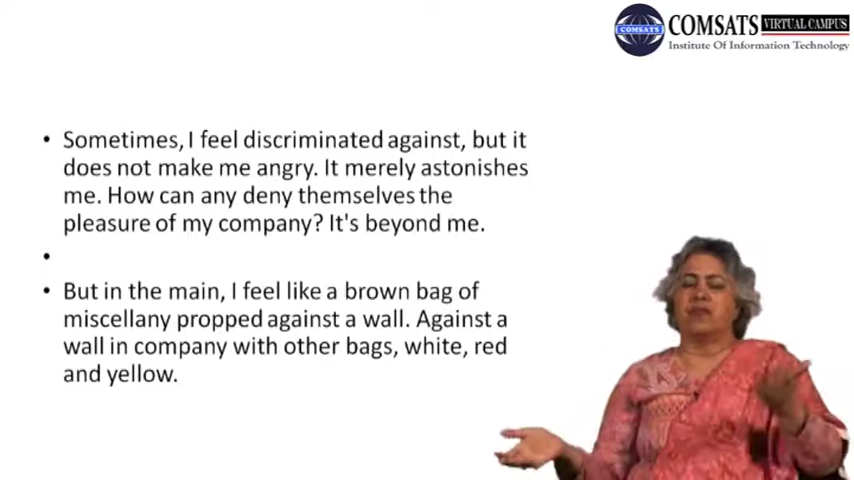 COMSATS VIRTUAL CAMPUS
COMSATS Institute Of Information Technology
• Sometimes, I feel discriminated against, but it
does not make me angry. It merely astonishes
me. How can any deny themselves the
pleasure of my company? It's beyond me.
•
• But in the main, I feel like a brown bag of
miscellany propped against a wall. Against a
wall in company with other bags, white, red
and yellow.